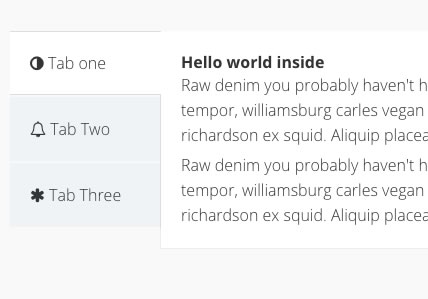 Tab one
Tab Two
Tab Three
Hello world inside
Raw denim you probably haven't h
tempor, williamsburg carles vegan
richardson ex squid. Aliquip placea
Raw denim you probably haven't h
tempor, williamsburg carles vegan
richardson ex squid. Aliquip placea